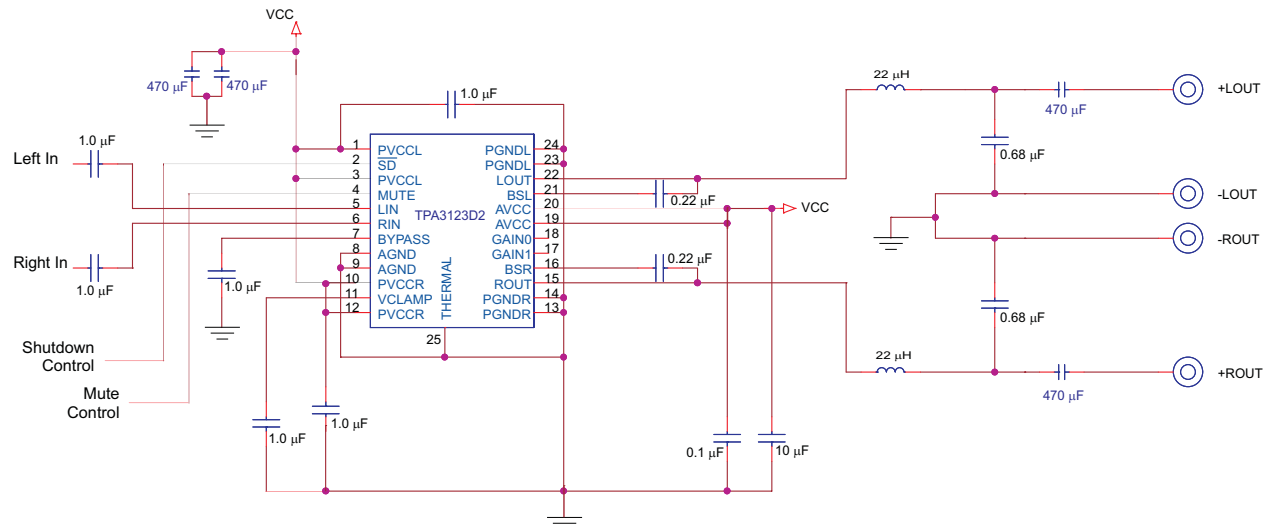 VCC
470 μF
470 μF
1.0 μF
1.0 μF
Left In
1.0 μF
Right In
1.0 μF
Shutdown
Control
Mute
Control
1.0 μF
1.0 μF
TPA3123D2
THERMAL
25
1 PVCCL
2 SD
3 PVCCL
4 MUTE
5 LIN
6 RIN
7 BYPASS
8 AGND
9 AGND
10 PVCCR
11 VCLAMP
12 PVCCR
PGNDL 24
PGNDL 23
LOUT 22
BSL 21
AVCC 20
AVCC 19
GAIN0 18
GAIN1 17
BSR 16
ROUT 15
PGNDR 14
PGNDR 13
0.22 μF
VCC
0.22 μF
0.1 μF
10 μF
22 μH
470 μF
+LOUT
0.68 μF
-LOUT
-ROUT
0.68 μF
22 μH
470 μF
+ROUT